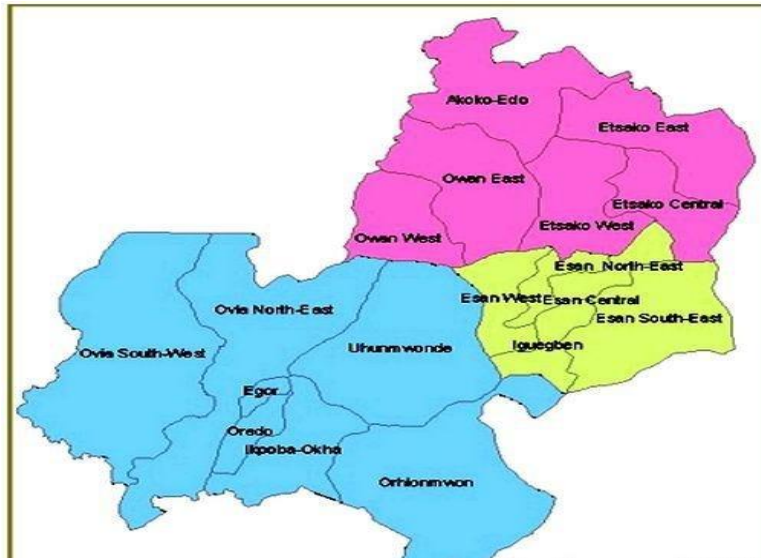 Akoko-Edo
Etsako East
Owan East
Etsako Central
Etsako West
Owan West
Esan North-East
Esan West
Esan Central
Esan South-East
Ovia North-East
Iguegben
Uhunmwonde
Ovia South-West
Egor
Oredo
Ikpoba-Okha
Orhionmwon